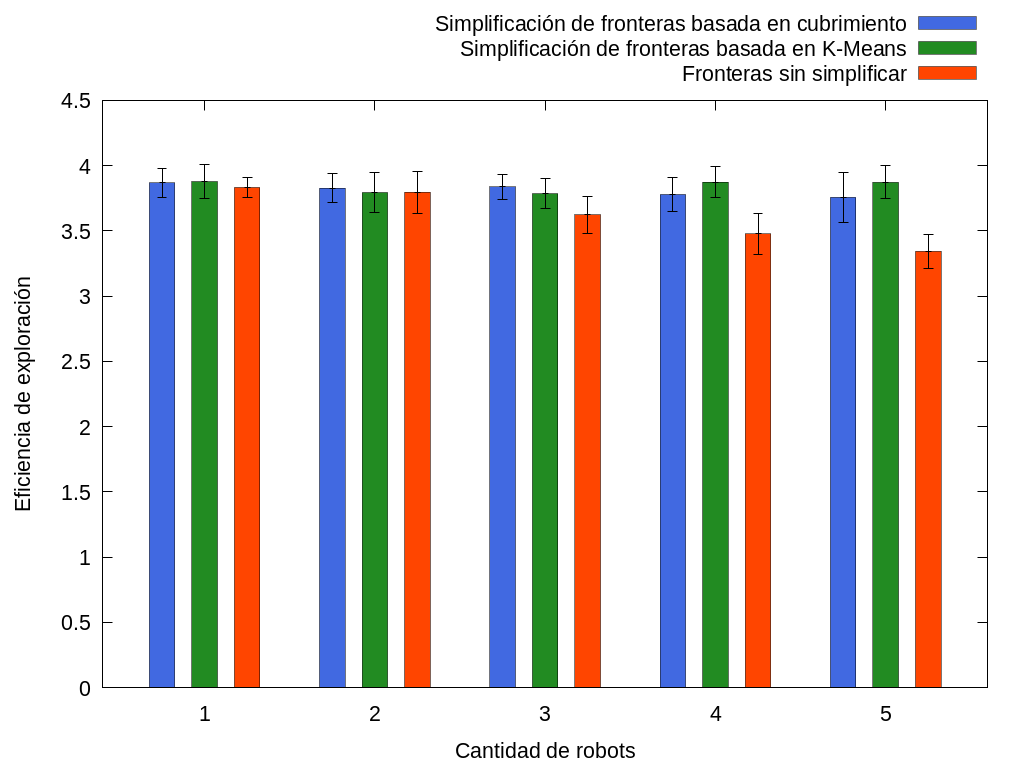 Simplificación de fronteras basada en cubrimiento
Simplificación de fronteras basada en K-Means
Fronteras sin simplificar
4.5
4
3.5
3
2.5
2
1.5
1
0.5
0
Eficiencia de exploración
1 2 3 4 5
Cantidad de robots